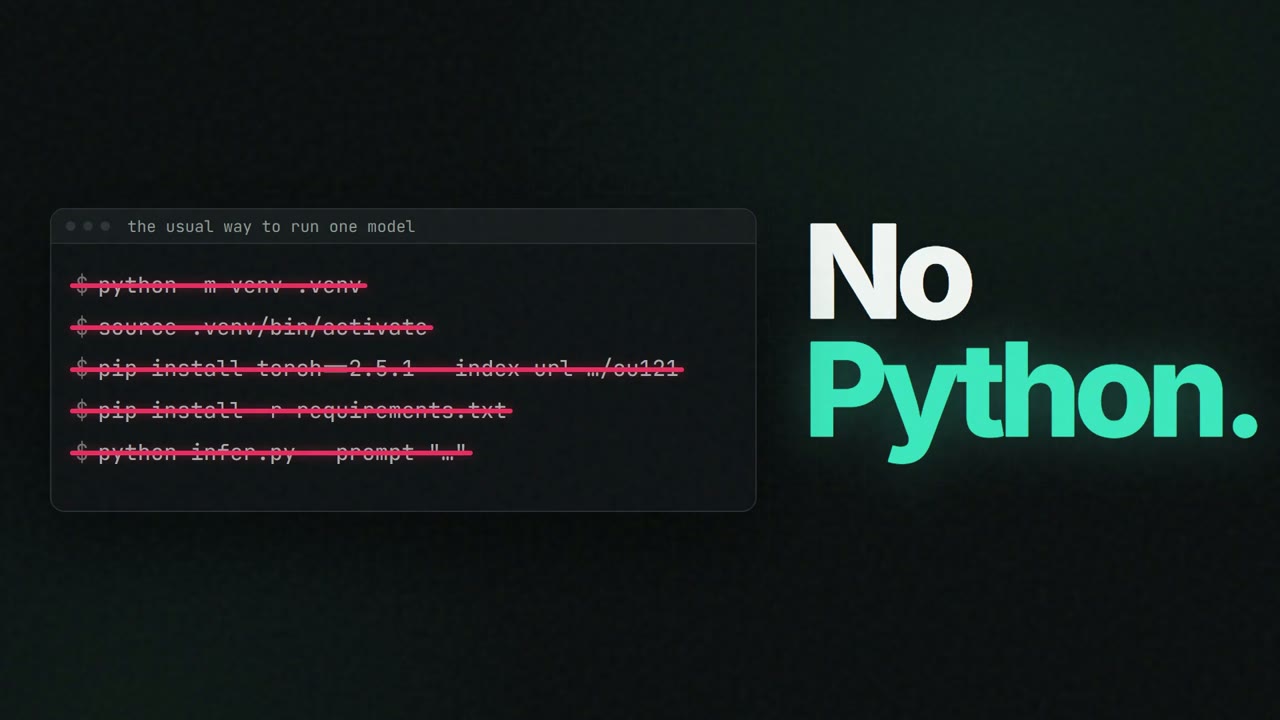 the usual way to run one model
$ python -m venv .venv
$ source .venv/bin/activate
$ pip install torch==2.5.1 --index-url …/cu121
$ pip install -r requirements.txt
$ python infer.py --prompt "…"
No
Python.